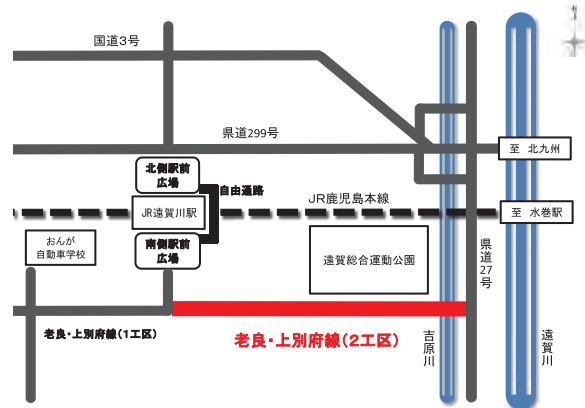 国道3号
県道299号
至 北九州
北側駅前
広場
自由通路
JR鹿児島本線
JR遠賀川駅
至 水巻駅
おんが
自動車学校
南側駅前
広場
遠賀総合運動公園
県道27号
老良・上別府線(1工区)
老良・上別府線(2工区)
吉原川
遠賀川